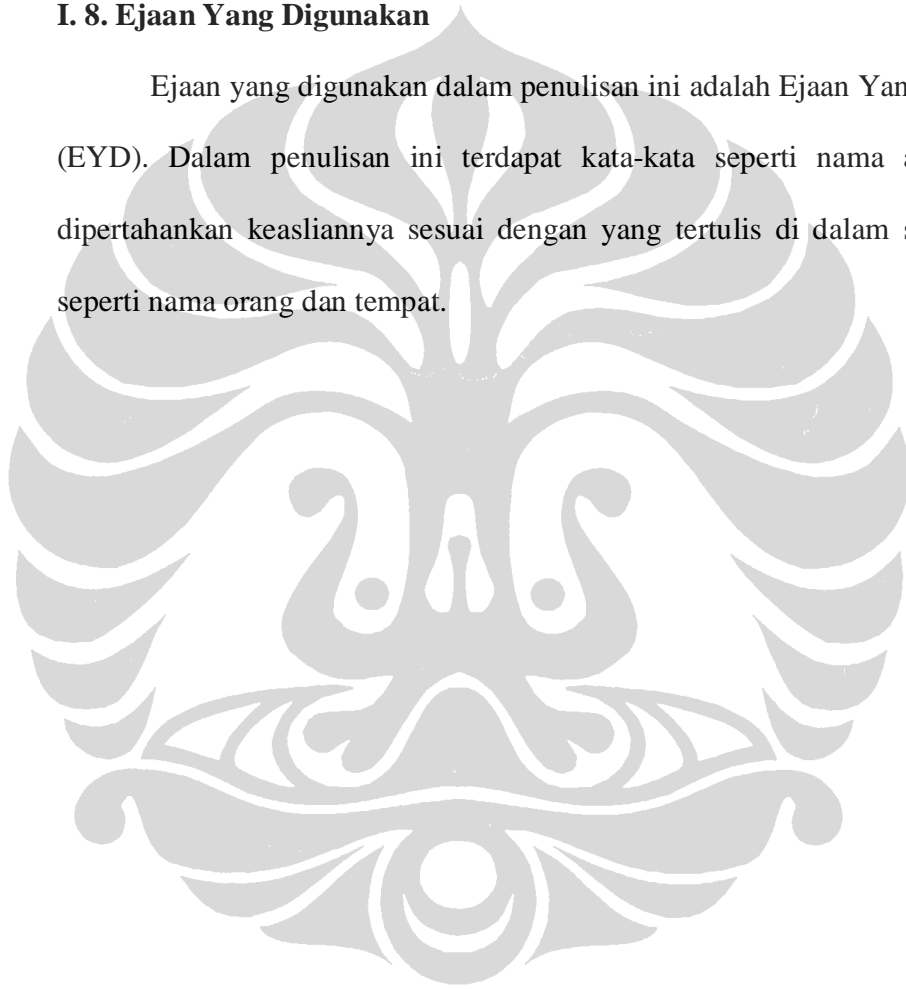 I. 8. Ejaan Yang Digunakan
Ejaan yang digunakan dalam penulisan ini adalah Ejaan Yan
(EYD). Dalam penulisan ini terdapat kata-kata seperti nama a
dipertahankan keasliannya sesuai dengan yang tertulis di dalam s
seperti nama orang dan tempat.